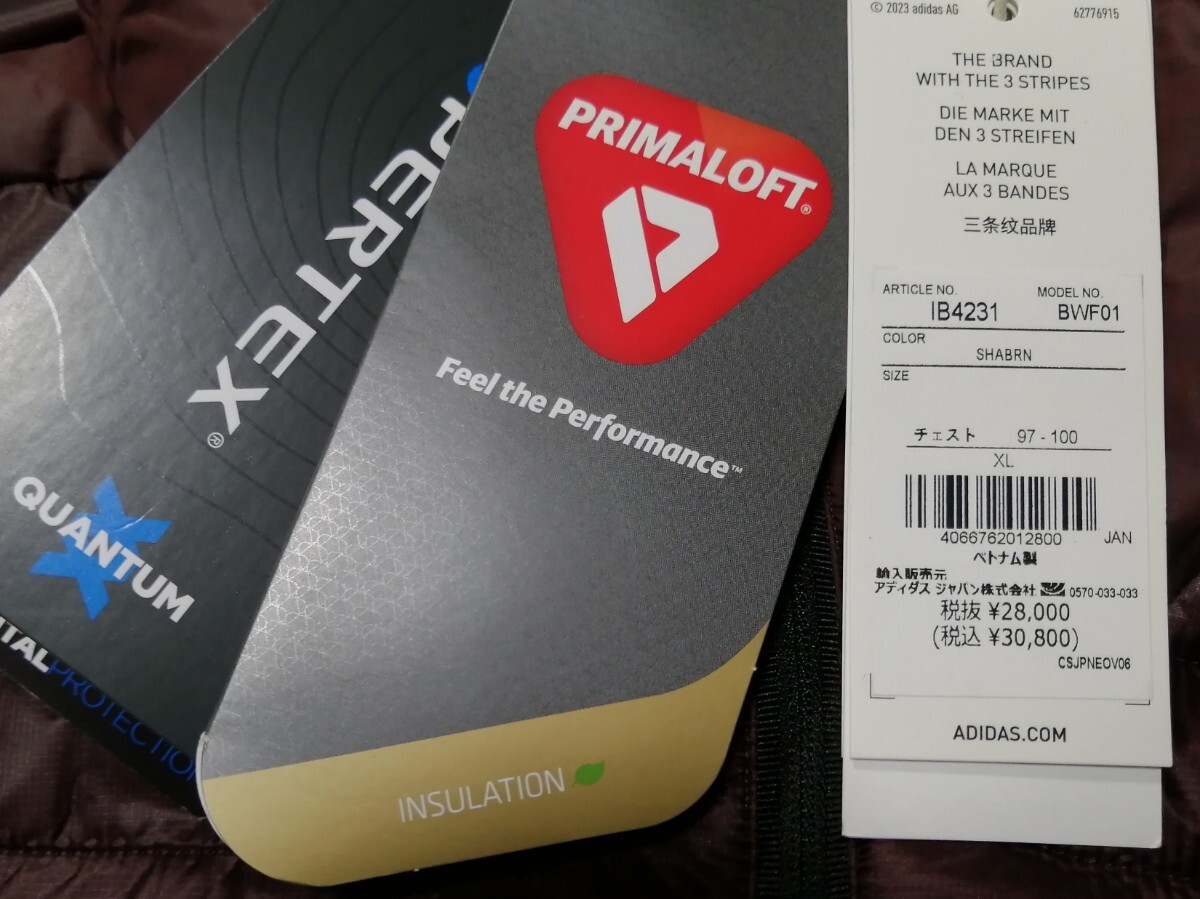 PERTEX®
QUANTUM
PROTECTION
PRIMALOFT®
Feel the Performance™
INSULATION
© 2023 adidas AG
62776915
THE BRAND
WITH THE 3 STRIPES
DIE MARKE MIT
DEN 3 STREIFEN
LA MARQUE
AUX 3 BANDES
三条纹品牌
ARTICLE NO. MODEL NO.
IB4231 BWF01
COLOR
SHABRN
SIZE
チェスト 97 - 100
XL
4066762012800 JAN
ベトナム製
輸入販売元
アディダス ジャパン株式会社 0570-033-033
税抜 ¥28,000
(税込 ¥30,800)
CSJPNEOV06
ADIDAS.COM